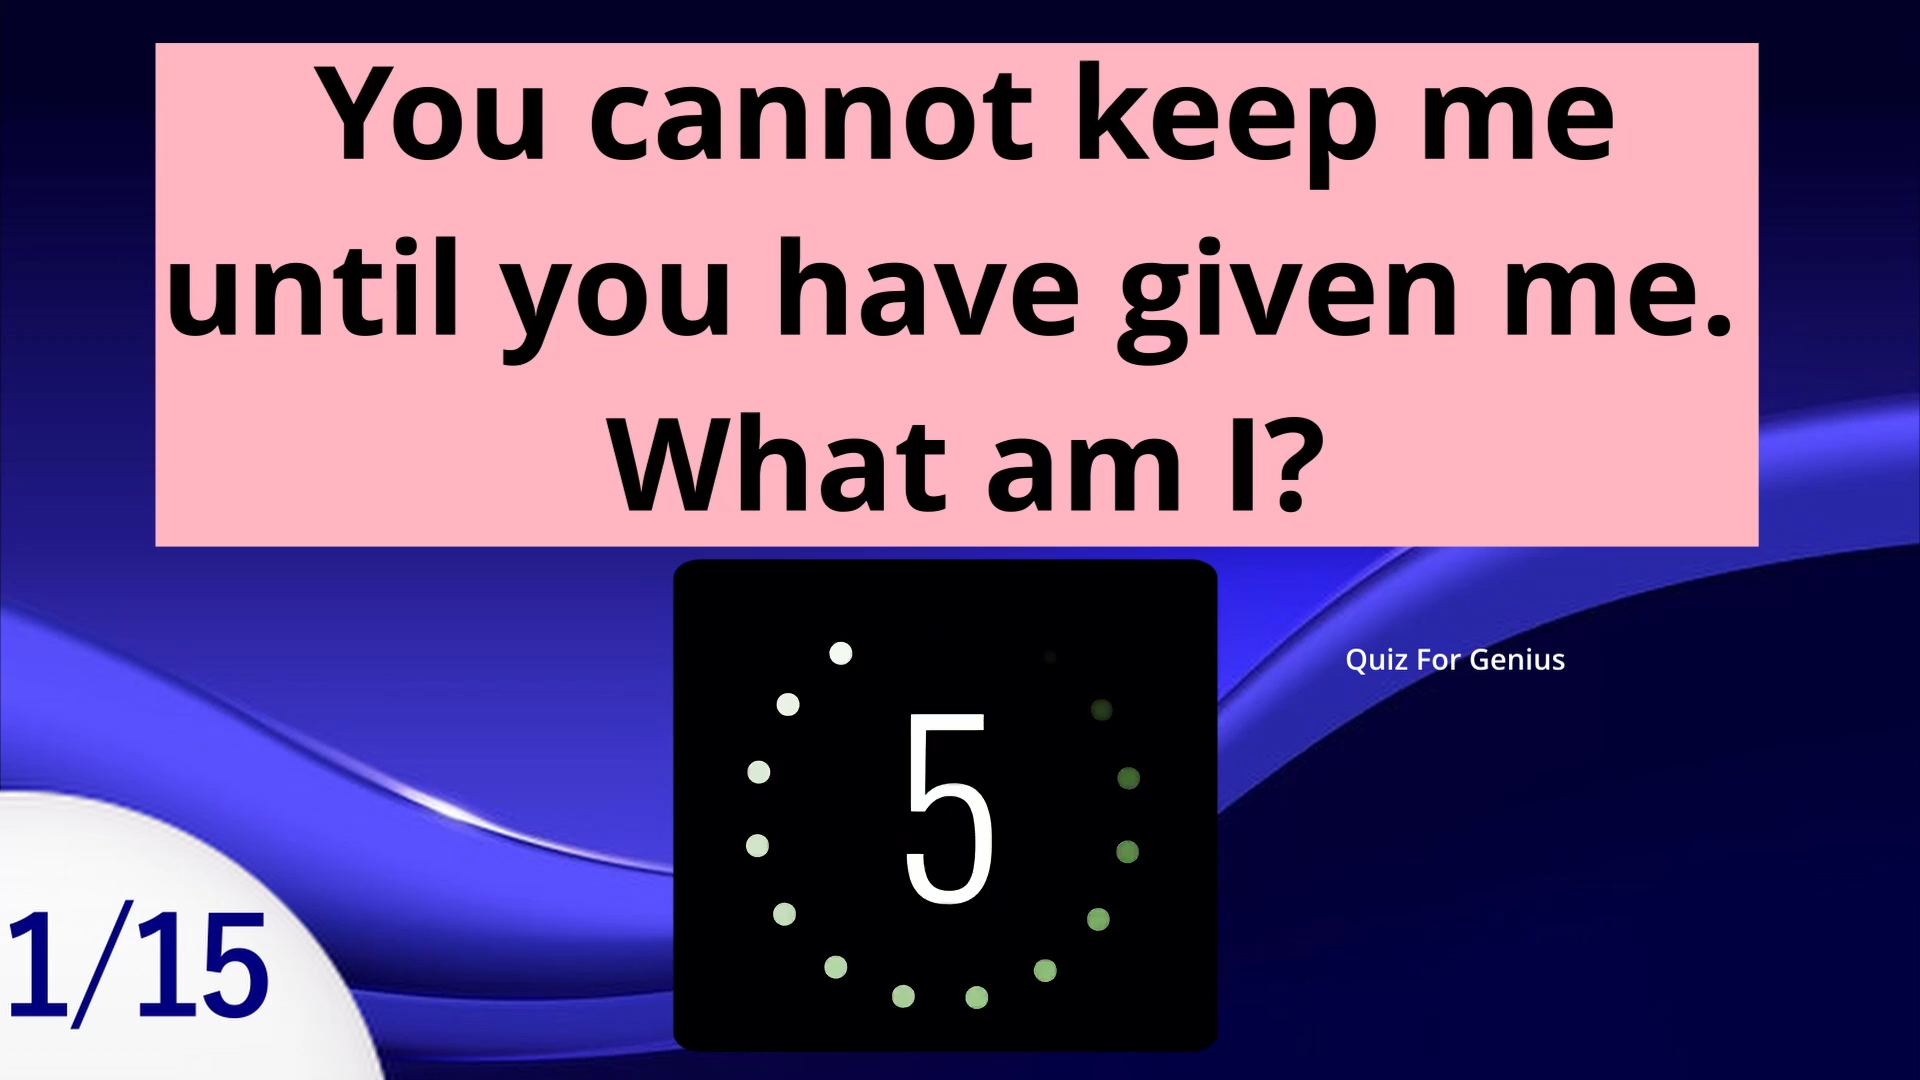 You cannot keep me
until you have given me.
What am I?
5
Quiz For Genius
1/15